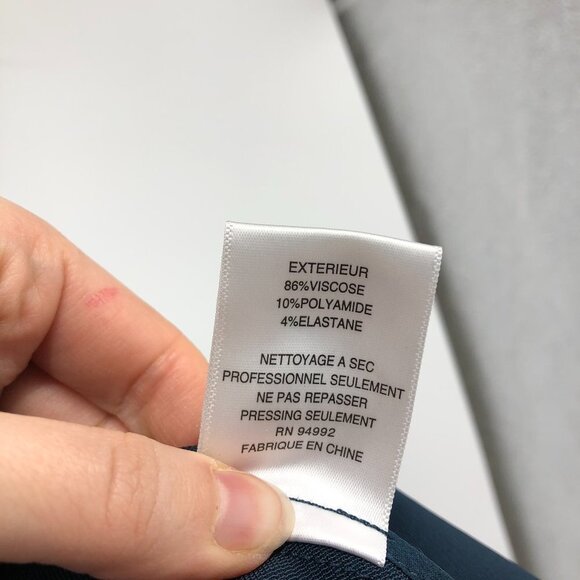 EXTERIEUR
86%VISCOSE
10%POLYAMIDE
4%ELASTANE
NETTOYAGE A SEC
PROFESSIONNEL SEULEMENT
NE PAS REPASSER
PRESSING SEULEMENT
RN 94992
FABRIQUE EN CHINE